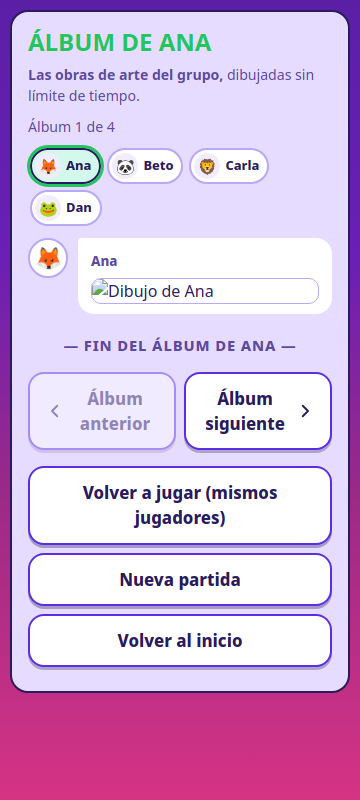 ÁLBUM DE ANA
Las obras de arte del grupo, dibujadas sin
límite de tiempo.
Álbum 1 de 4
Ana
Beto
Carla
Dan
Ana
Dibujo de Ana
— FIN DEL ÁLBUM DE ANA —
Álbum
anterior
Álbum
siguiente
Volver a jugar (mismos
jugadores)
Nueva partida
Volver al inicio